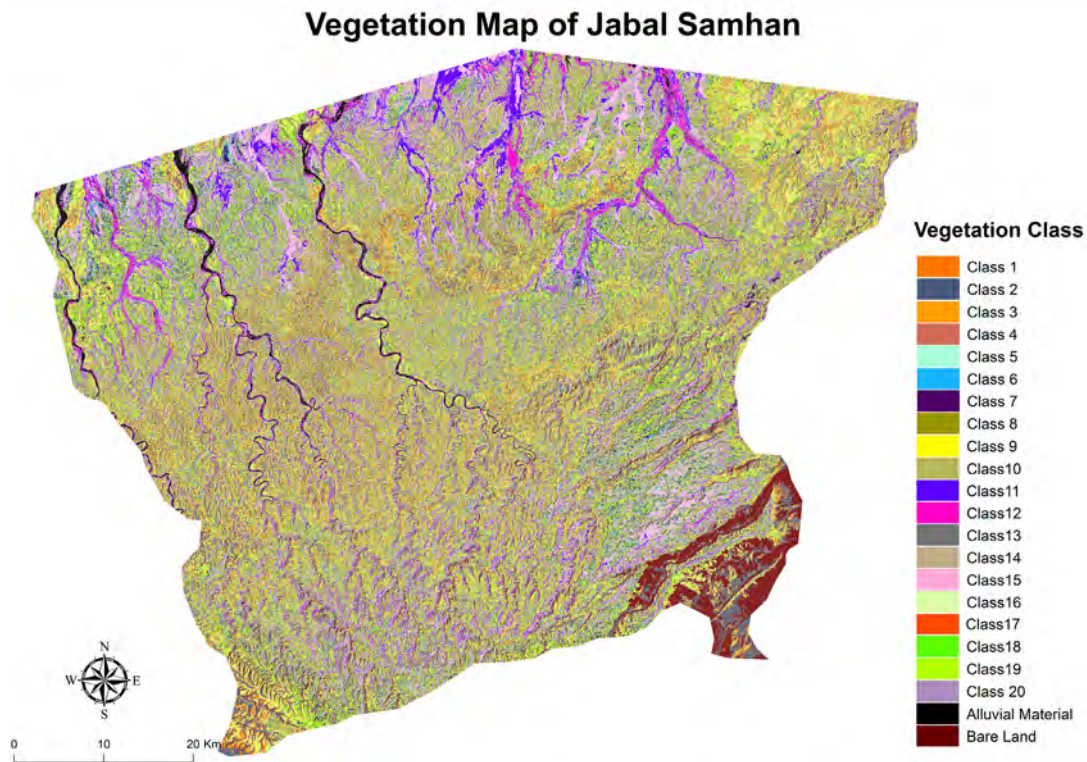 Vegetation Map of Jabal Samhan
Vegetation Class
Class 1
Class 2
Class 3
Class 4
Class 5
Class 6
Class 7
Class 8
Class 9
Class10
Class11
Class12
Class13
Class14
Class15
Class16
Class17
Class18
Class19
Class 20
Alluvial Material
Bare Land
N
W E
S
0 10 20 Km